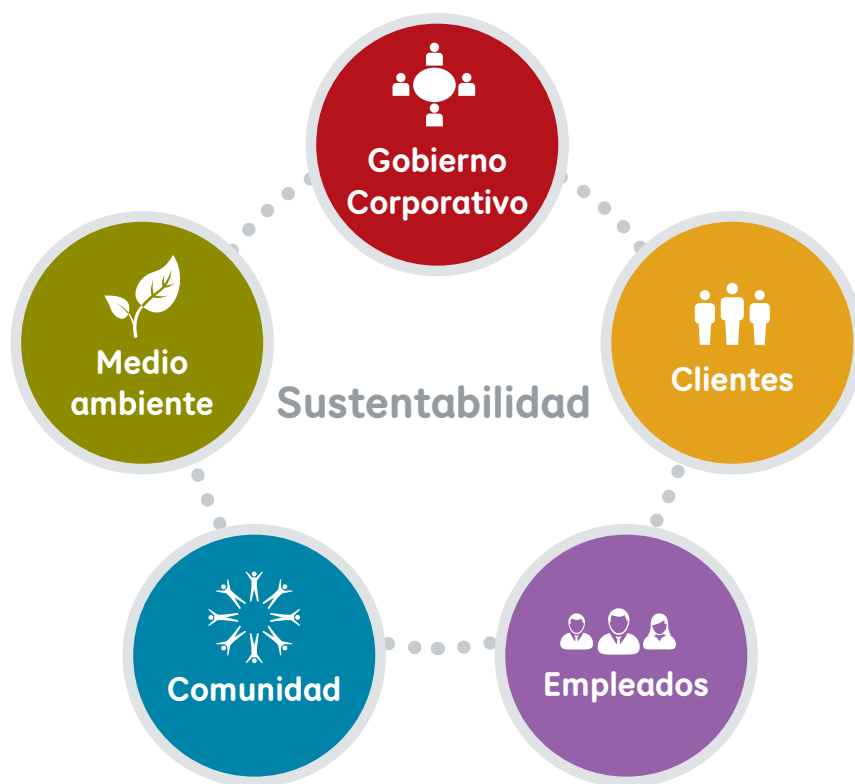 Gobierno
Corporativo
Medio
ambiente
Clientes
Sustentabilidad
Comunidad
Empleados